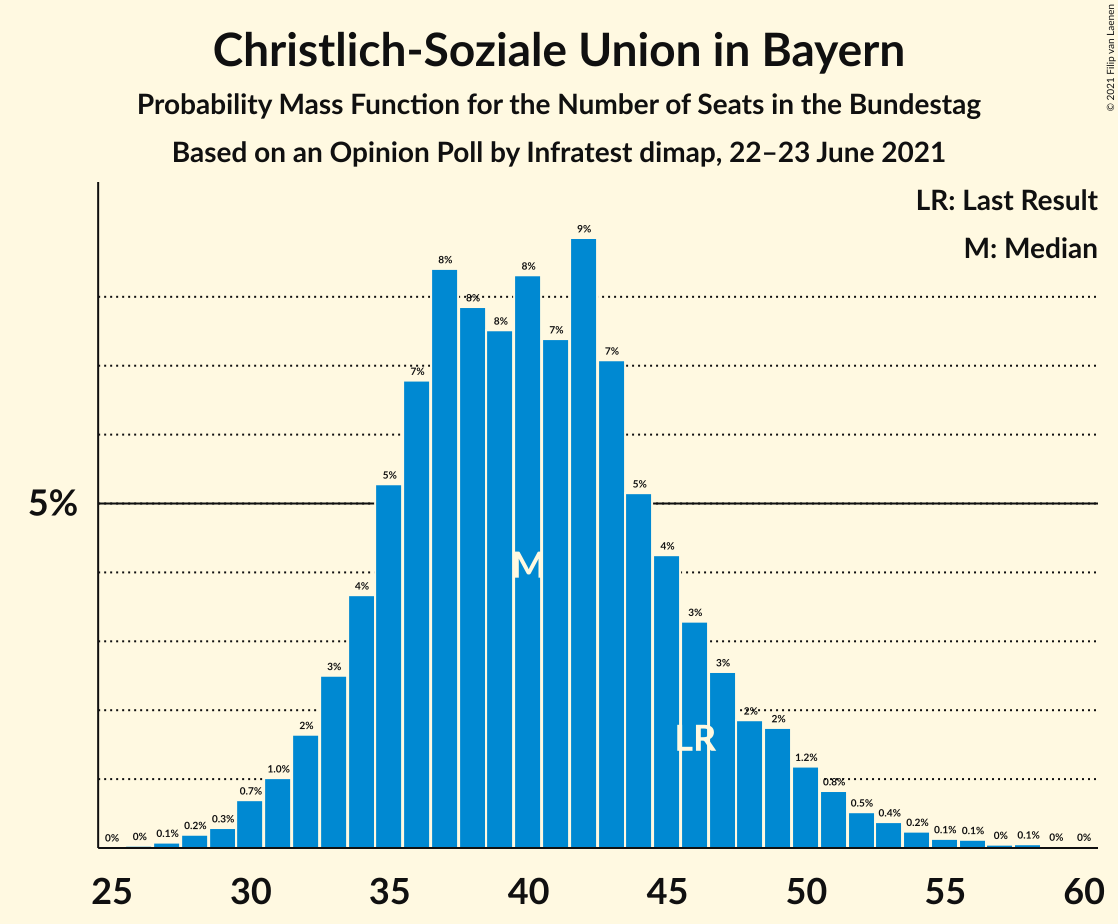 Christlich-Soziale Union in Bayern
Probability Mass Function for the Number of Seats in the Bundestag
Based on an Opinion Poll by Infratest dimap, 22–23 June 2021
© 2021 Filip van Laenen
LR: Last Result
M: Median
5%
0% 0% 0.1% 0.2% 0.3% 0.7% 1.0% 2% 3% 4% 5% 7% 8% 8% 8% 8% 7% 9% 7% 5% 4% 3% 3% 2% 2% 1.2% 0.8% 0.5% 0.4% 0.2% 0.1% 0.1% 0% 0.1% 0% 0%
M
LR
25 30 35 40 45 50 55 60